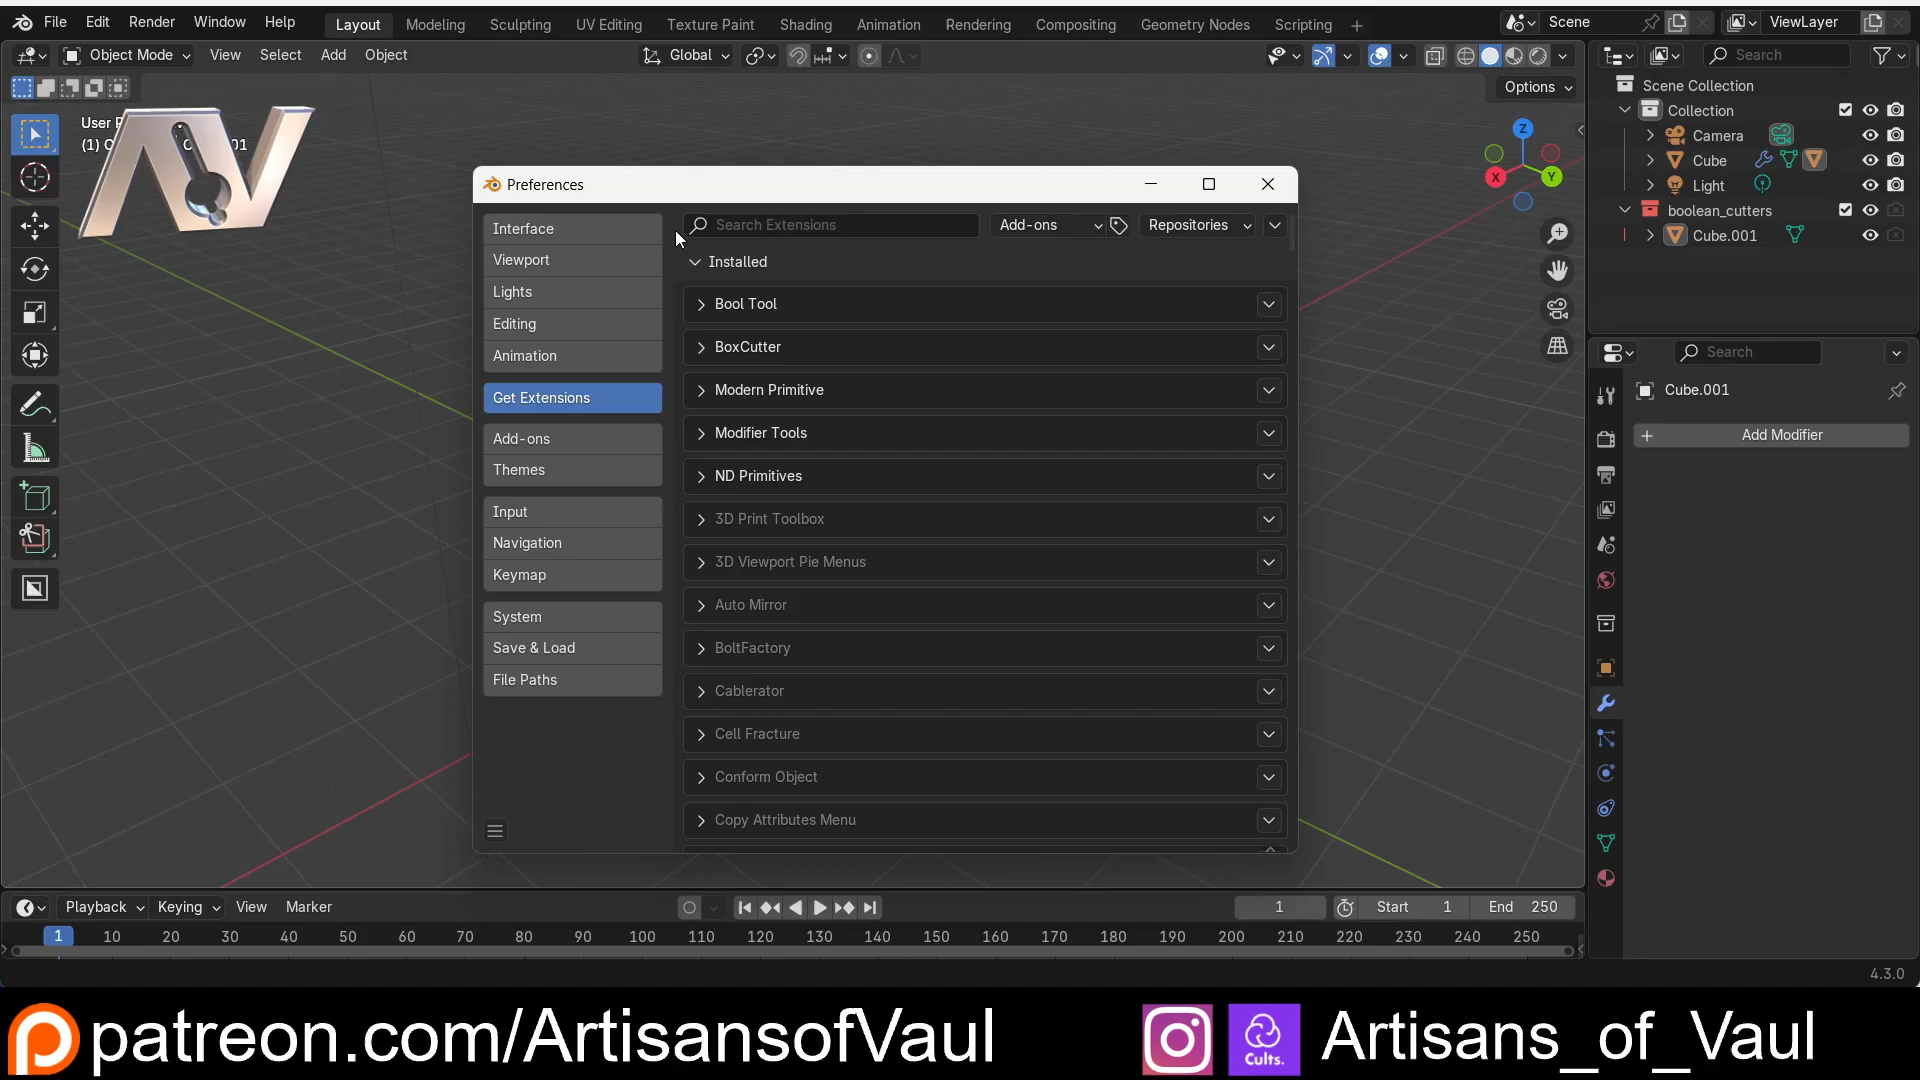 File Edit Render Window Help Layout Modeling Sculpting UV Editing Texture Paint Shading Animation Rendering Compositing Geometry Nodes Scripting + Scene ViewLayer
Object Mode View Select Add Object Global Search
Options
Scene Collection
Collection
Camera
Cube
Light
boolean_cutters
Cube.001
User P
(1) C
01
Z
X
Y
Preferences
Interface
Viewport
Lights
Editing
Animation
Get Extensions
Add-ons
Themes
Input
Navigation
Keymap
System
Save & Load
File Paths
Search Extensions Add-ons Repositories
Installed
Bool Tool
BoxCutter
Modern Primitive
Modifier Tools
ND Primitives
3D Print Toolbox
3D Viewport Pie Menus
Auto Mirror
BoltFactory
Cablerator
Cell Fracture
Conform Object
Copy Attributes Menu
Search
Cube.001
Add Modifier
Playback Keying View Marker 1 Start 1 End 250
1 10 20 30 40 50 60 70 80 90 100 110 120 130 140 150 160 170 180 190 200 210 220 230 240 250
4.3.0
patreon.com/ArtisansofVaul
Cults.
Artisans_of_Vaul